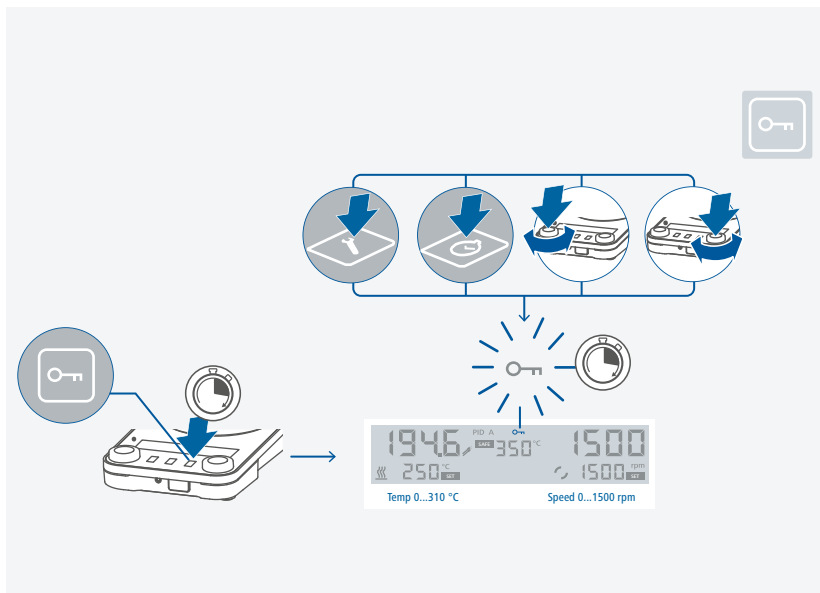 PID A
194.6 SAFE 350 °C 1500
250 °C SET 1500 rpm SET
Temp 0...310 °C Speed 0...1500 rpm